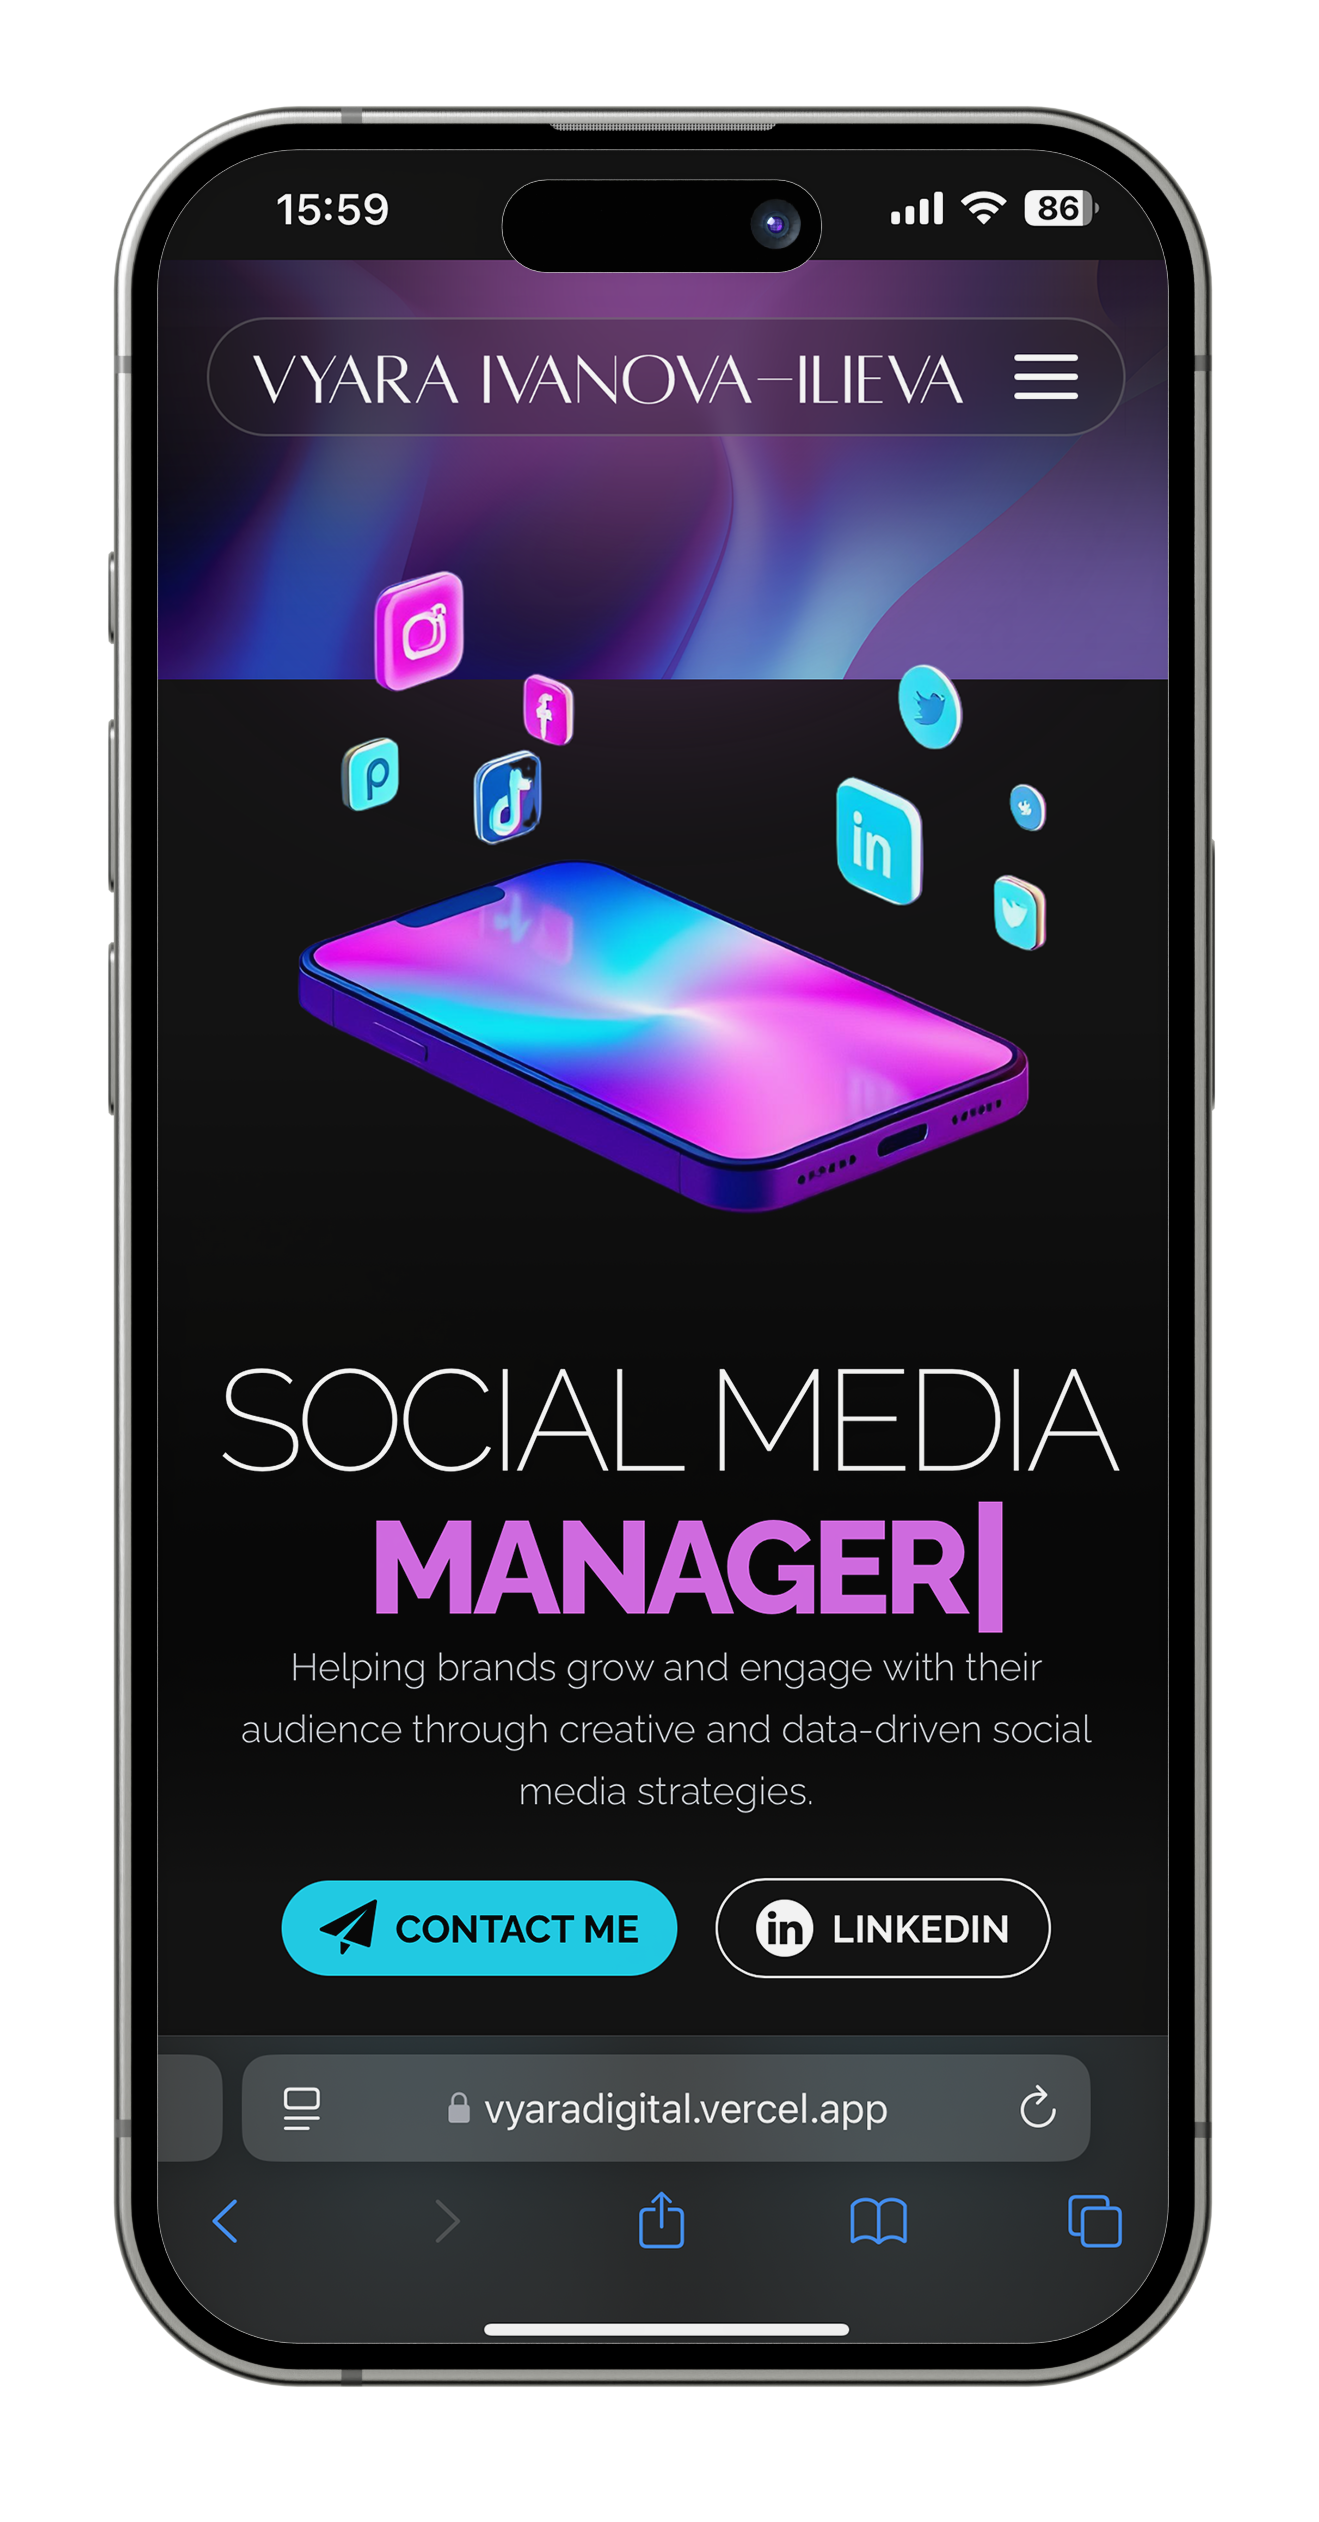 15:59
86
VYARA IVANOVA-ILIEVA
SOCIAL MEDIA
MANAGER
Helping brands grow and engage with their
audience through creative and data-driven social
media strategies.
CONTACT ME
in LINKEDIN
vyaradigital.vercel.app